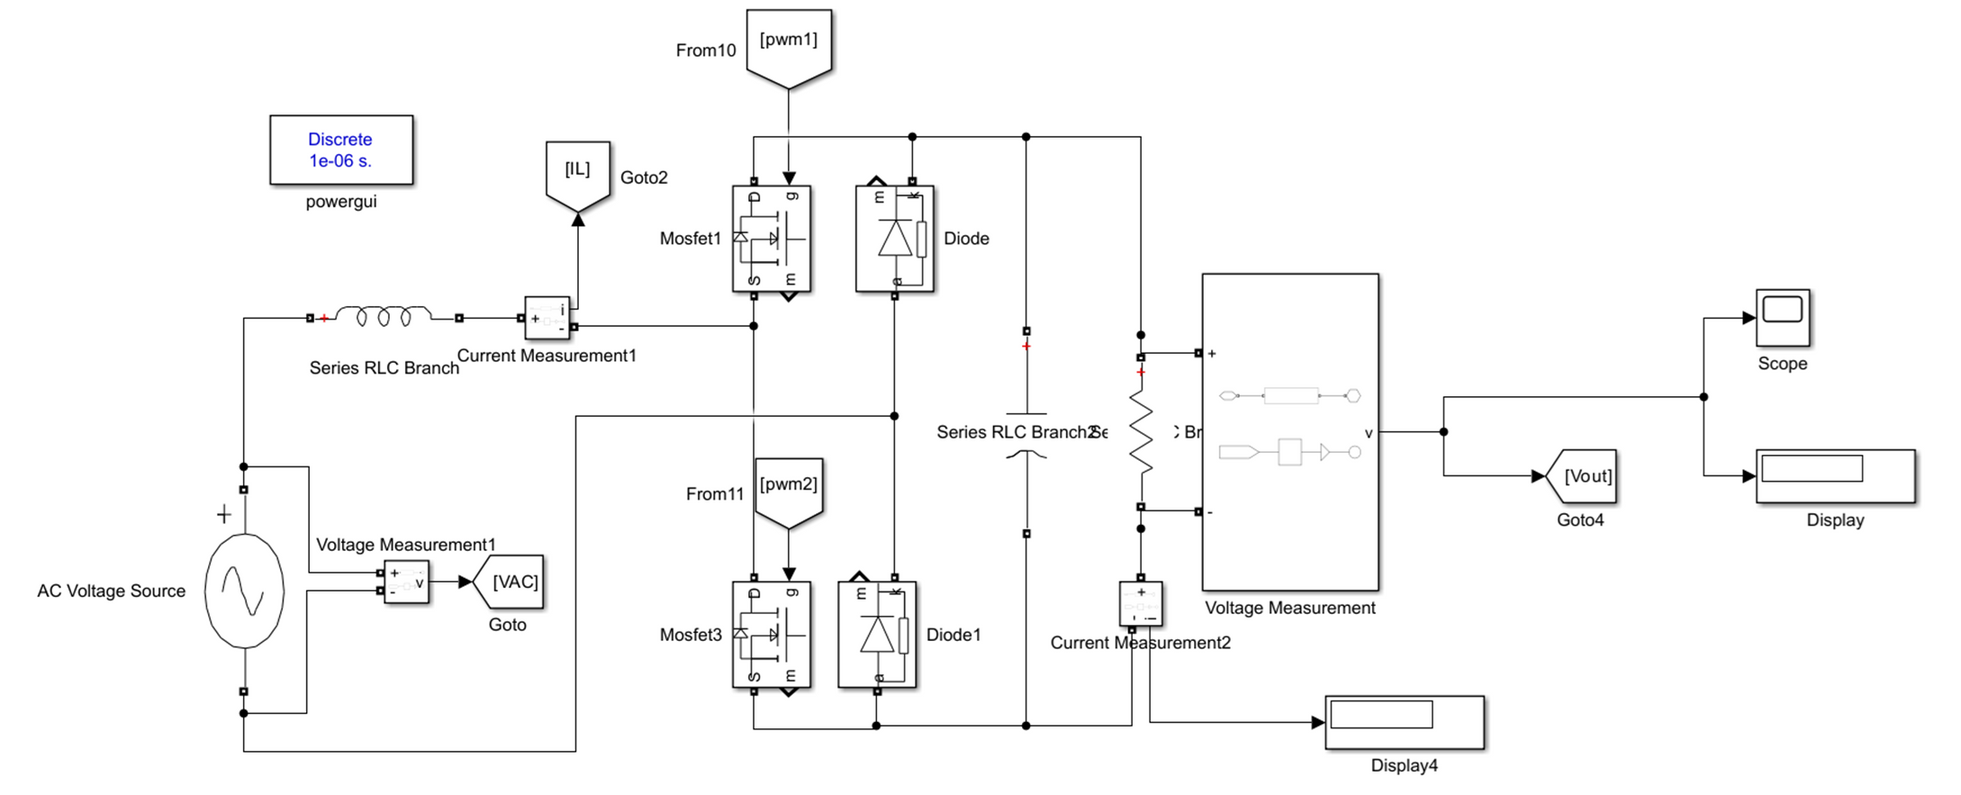 [pwm1]
From10
Discrete
1e-06 s.
powergui
[IL]
Goto2
D
g
m
k
Mosfet1
Diode
S
m
a
i
+
-
Series RLC Branch
Current Measurement1
+
Scope
-
Series RLC Branch2
Se
C Br
v
[Vout]
Goto4
Display
From11
[pwm2]
+
Voltage Measurement1
AC Voltage Source
+
-
v
[VAC]
Goto
D
g
m
k
Mosfet3
Diode1
S
m
a
+
-
i
Voltage Measurement
Current Measurement2
Display4